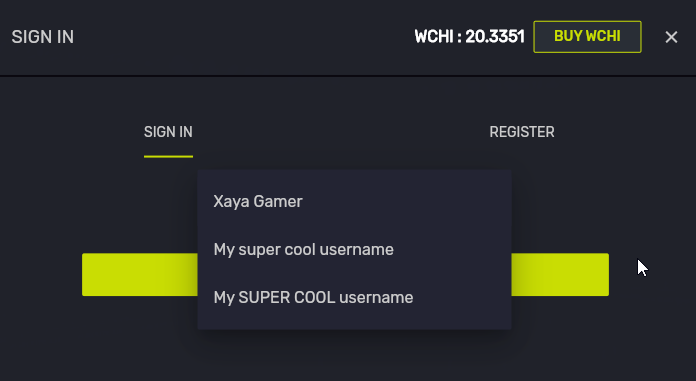 SIGN IN
WCHI : 20.3351
BUY WCHI
SIGN IN
REGISTER
Xaya Gamer
My super cool username
My SUPER COOL username